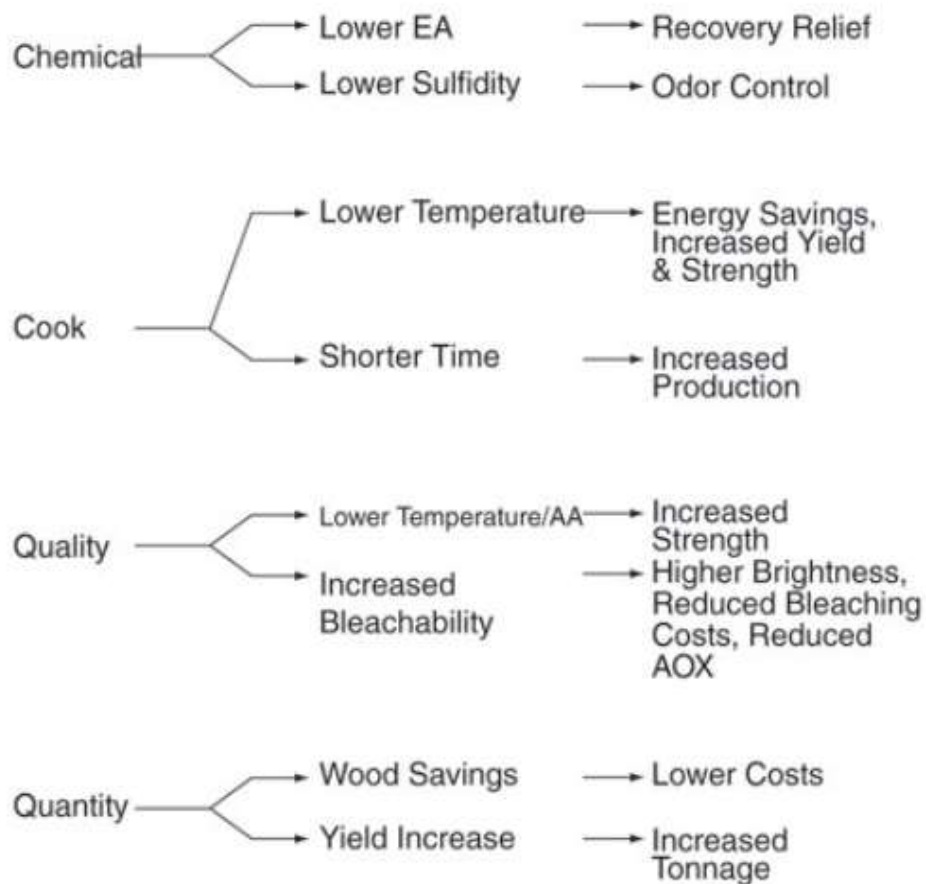 Chemical
Lower EA
Recovery Relief
Lower Sulfidity
Odor Control
Cook
Lower Temperature
Energy Savings,
Increased Yield
& Strength
Shorter Time
Increased
Production
Quality
Lower Temperature/AA
Increased
Strength
Increased
Bleachability
Higher Brightness,
Reduced Bleaching
Costs, Reduced
AOX
Quantity
Wood Savings
Lower Costs
Yield Increase
Increased
Tonnage